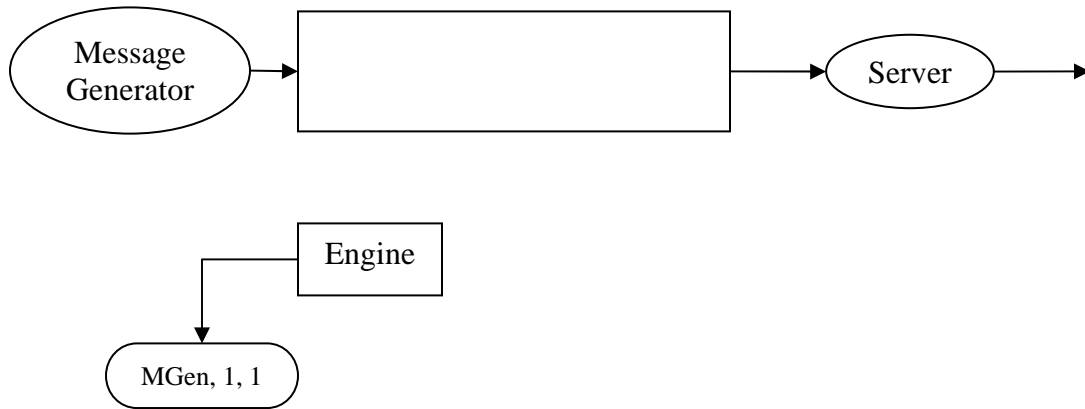 Message
Generator
Server
Engine
MGen, 1, 1